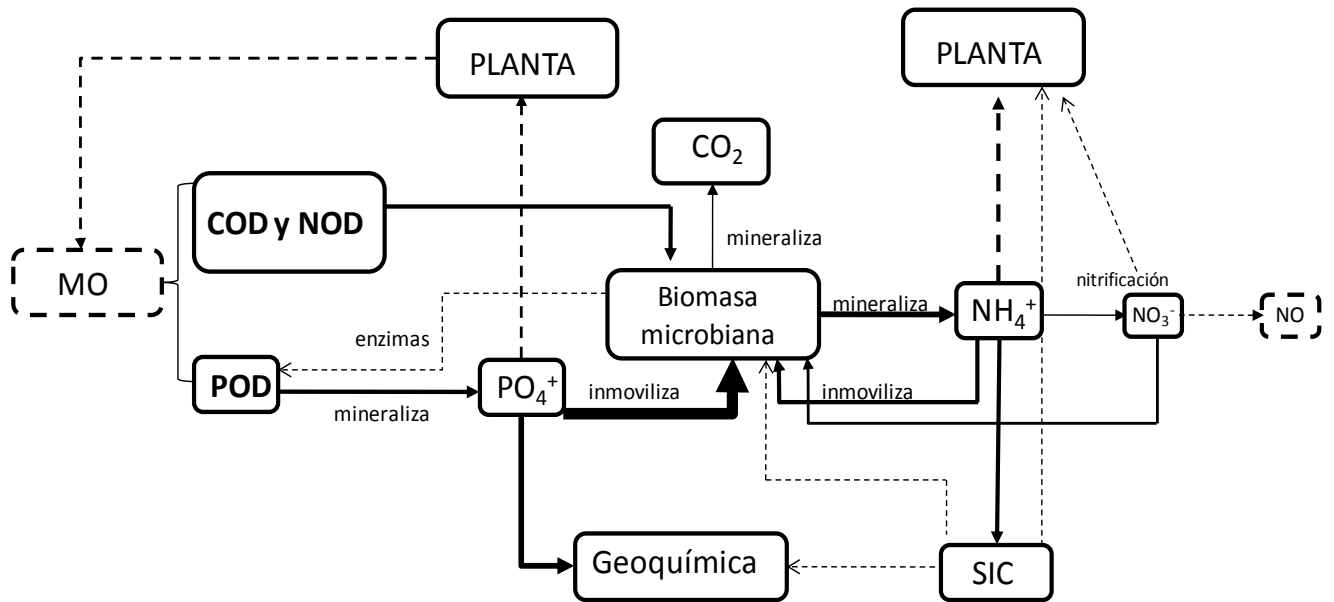 PLANTA
PLANTA
CO₂
COD y NOD
mineraliza
MO
Biomasa
microbiana
mineraliza
NH₄⁺
nitrificación
NO₃⁻
NO
enzimas
POD
mineraliza
PO₄⁺
inmoviliza
inmoviliza
Geoquímica
SIC